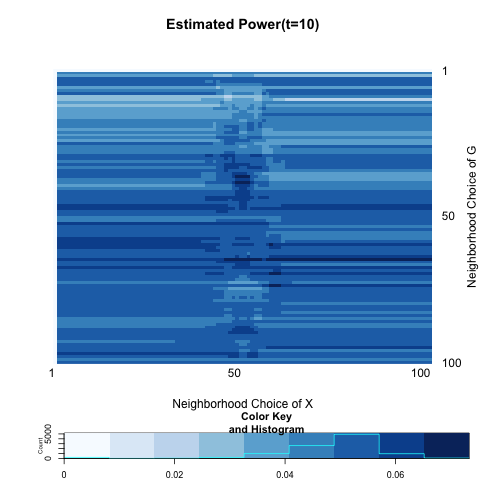 Estimated Power(t=10)
1
Neighborhood Choice of G
50
100
1 50 100
Neighborhood Choice of X
Color Key
and Histogram
Count
0 5000
0 0.02 0.04 0.06